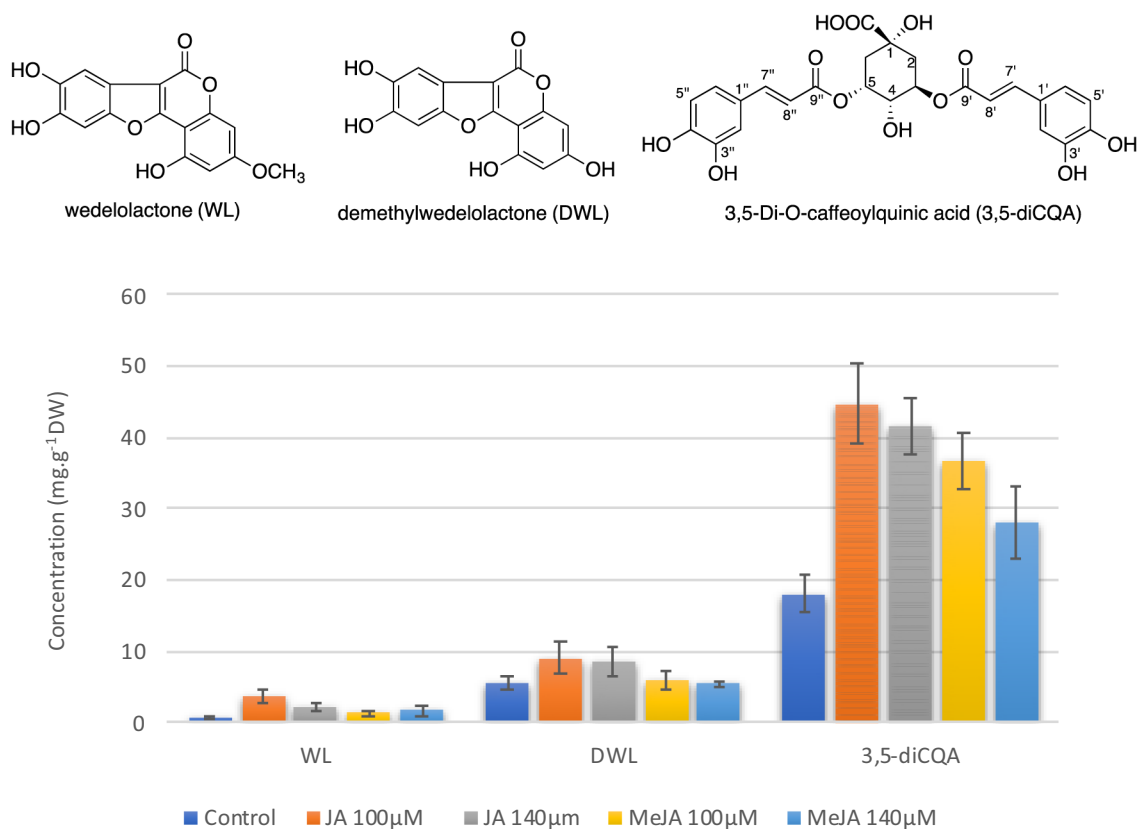 HO
HO
O
O
O
HO
OCH3
wedelolactone (WL)
HO
HO
O
O
O
HO
OH
demethylwedelolactone (DWL)
HOOC
OH
1
2
5
4
O
9"
O
7"
8"
1"
5"
3"
HO
OH
OH
O
O
9'
7'
8'
1'
5'
3'
OH
OH
3,5-Di-O-caffeoylquinic acid (3,5-diCQA)
Concentration (mg.g-1 DW)
60
50
40
30
20
10
0
WL DWL 3,5-diCQA
Control JA 100µM JA 140µm MeJA 100µM MeJA 140µM